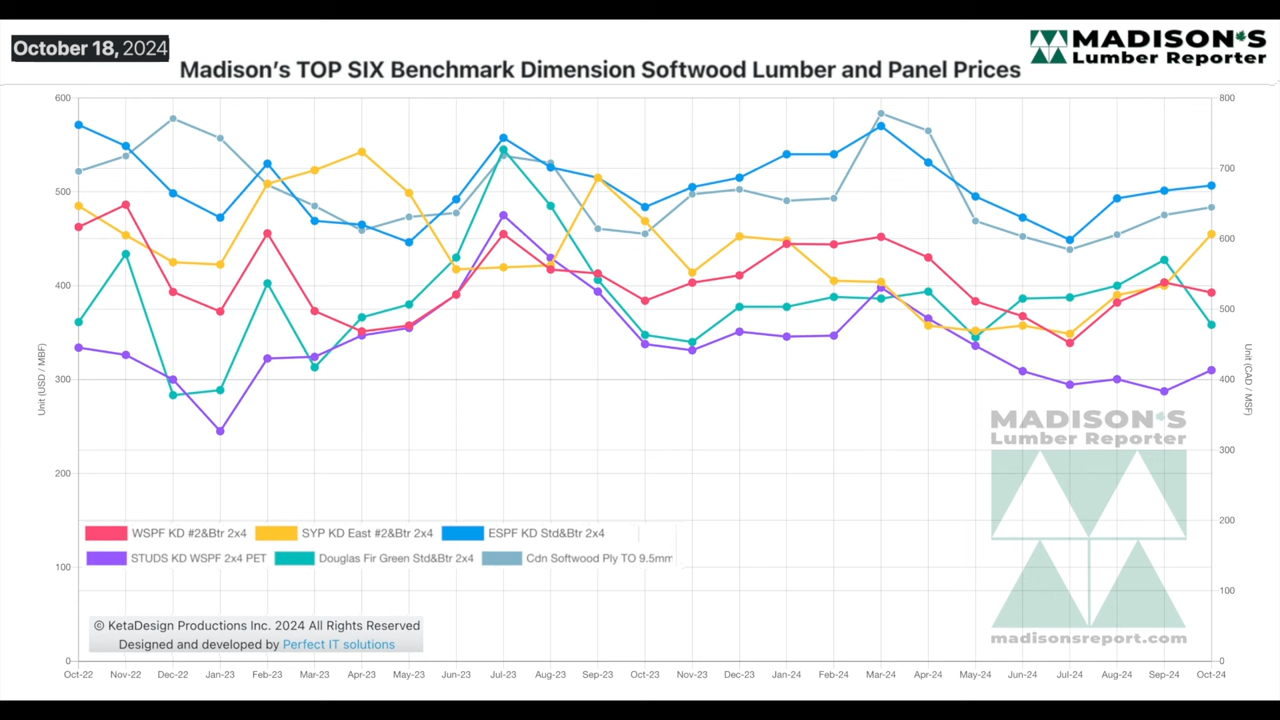 October 18, 2024
MADISON'S
Lumber Reporter
Madison's TOP SIX Benchmark Dimension Softwood Lumber and Panel Prices
600
500
400
300
200
100
0
Unit (USD / MBF)
800
700
600
500
400
300
200
100
0
Unit (CAD / MSF)
MADISON'S
Lumber Reporter
madisonsreport.com
WSPF KD #2&Btr 2x4 SYP KD East #2&Btr 2x4 ESPF KD Std&Btr 2x4
STUDS KD WSPF 2x4 PET Douglas Fir Green Std&Btr 2x4 Cdn Softwood Ply TO 9.5mm
© KetaDesign Productions Inc. 2024 All Rights Reserved
Designed and developed by Perfect IT solutions
Oct-22 Nov-22 Dec-22 Jan-23 Feb-23 Mar-23 Apr-23 May-23 Jun-23 Jul-23 Aug-23 Sep-23 Oct-23 Nov-23 Dec-23 Jan-24 Feb-24 Mar-24 Apr-24 May-24 Jun-24 Jul-24 Aug-24 Sep-24 Oct-24